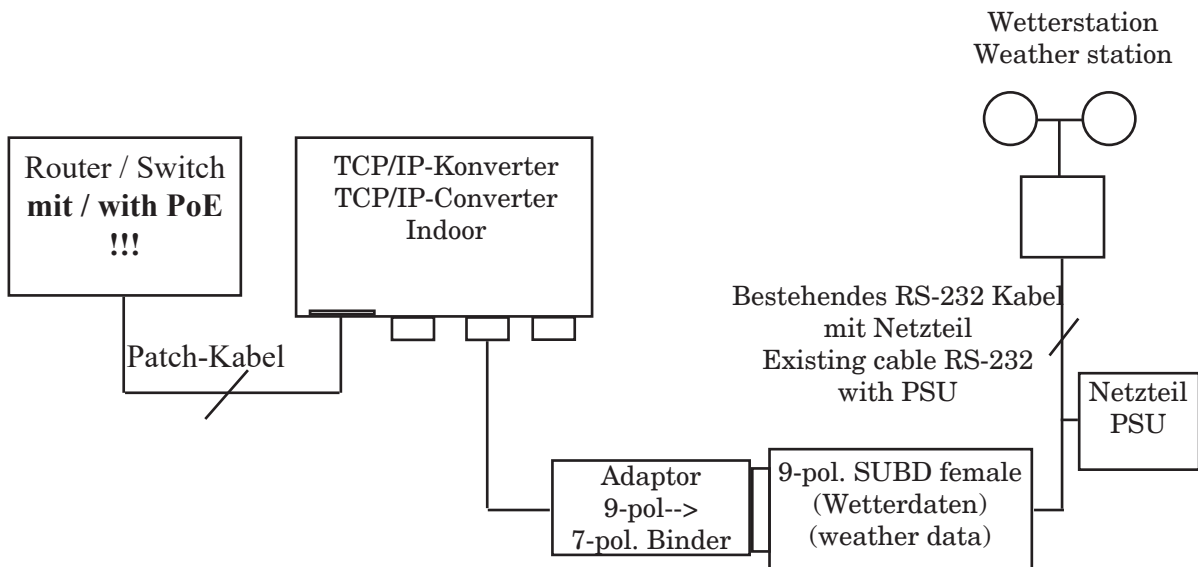 Wetterstation
Weather station
Router / Switch
mit / with PoE
!!!
TCP/IP-Konverter
TCP/IP-Converter
Indoor
Patch-Kabel
Bestehendes RS-232 Kabel
mit Netzteil
Existing cable RS-232
with PSU
Netzteil
PSU
Adaptor
9-pol-->
7-pol. Binder
9-pol. SUBD female
(Wetterdaten)
(weather data)